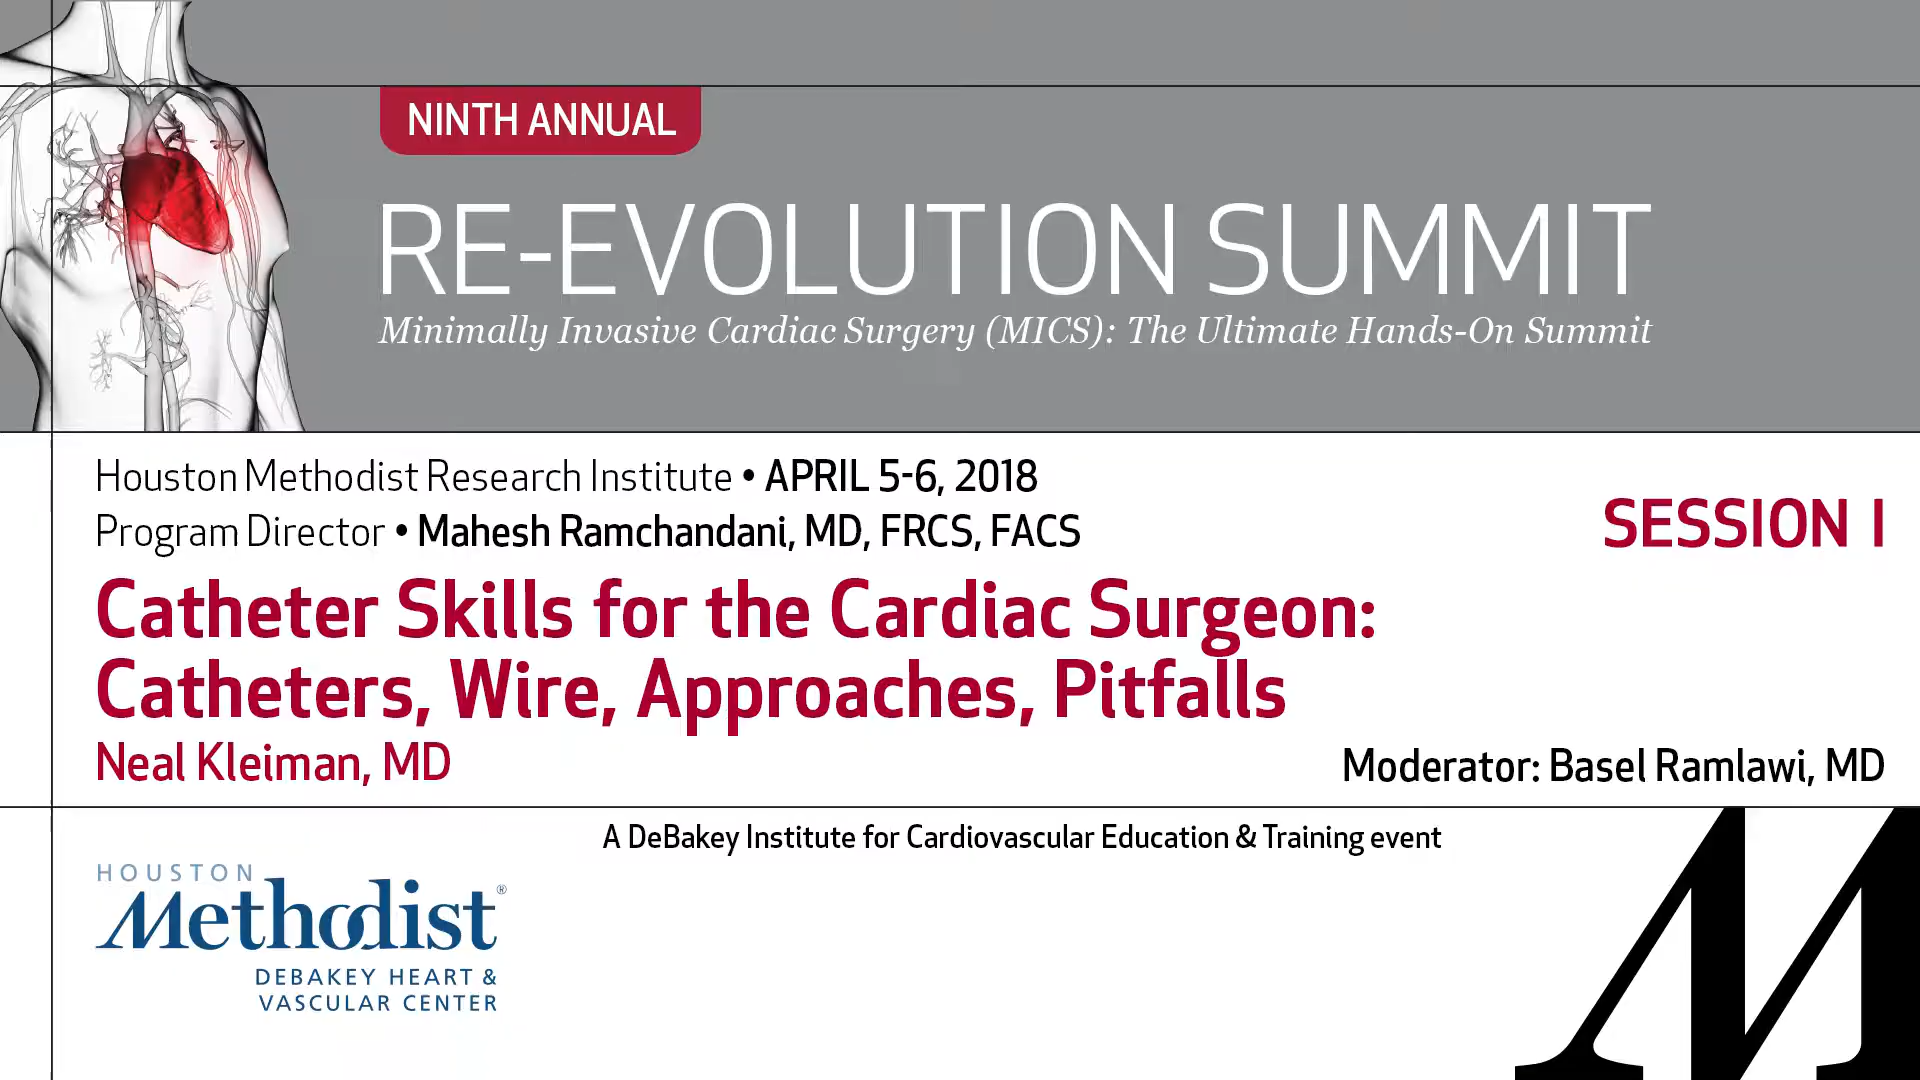 NINTH ANNUAL
RE-EVOLUTION SUMMIT
Minimally Invasive Cardiac Surgery (MICS): The Ultimate Hands-On Summit
Houston Methodist Research Institute • APRIL 5-6, 2018
Program Director • Mahesh Ramchandani, MD, FRCS, FACS
SESSION I
Catheter Skills for the Cardiac Surgeon:
Catheters, Wire, Approaches, Pitfalls
Neal Kleiman, MD
Moderator: Basel Ramlawi, MD
A DeBakey Institute for Cardiovascular Education & Training event
HOUSTON
Methodist®
DEBAKEY HEART &
VASCULAR CENTER
M